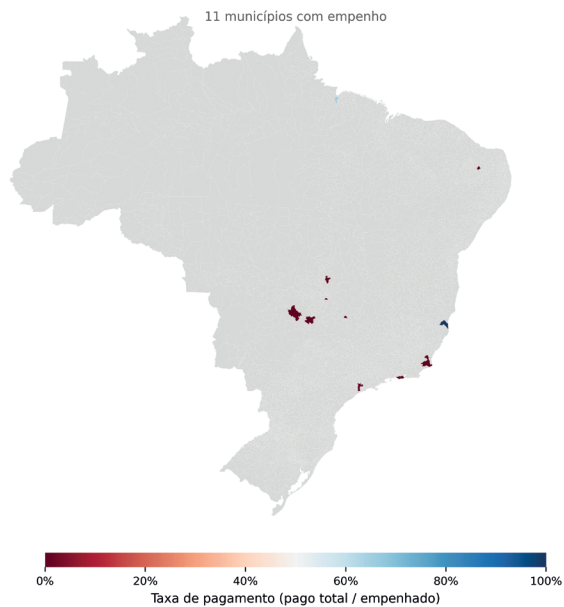 11 municípios com empenho
0% 20% 40% 60% 80% 100%
Taxa de pagamento (pago total / empenhado)